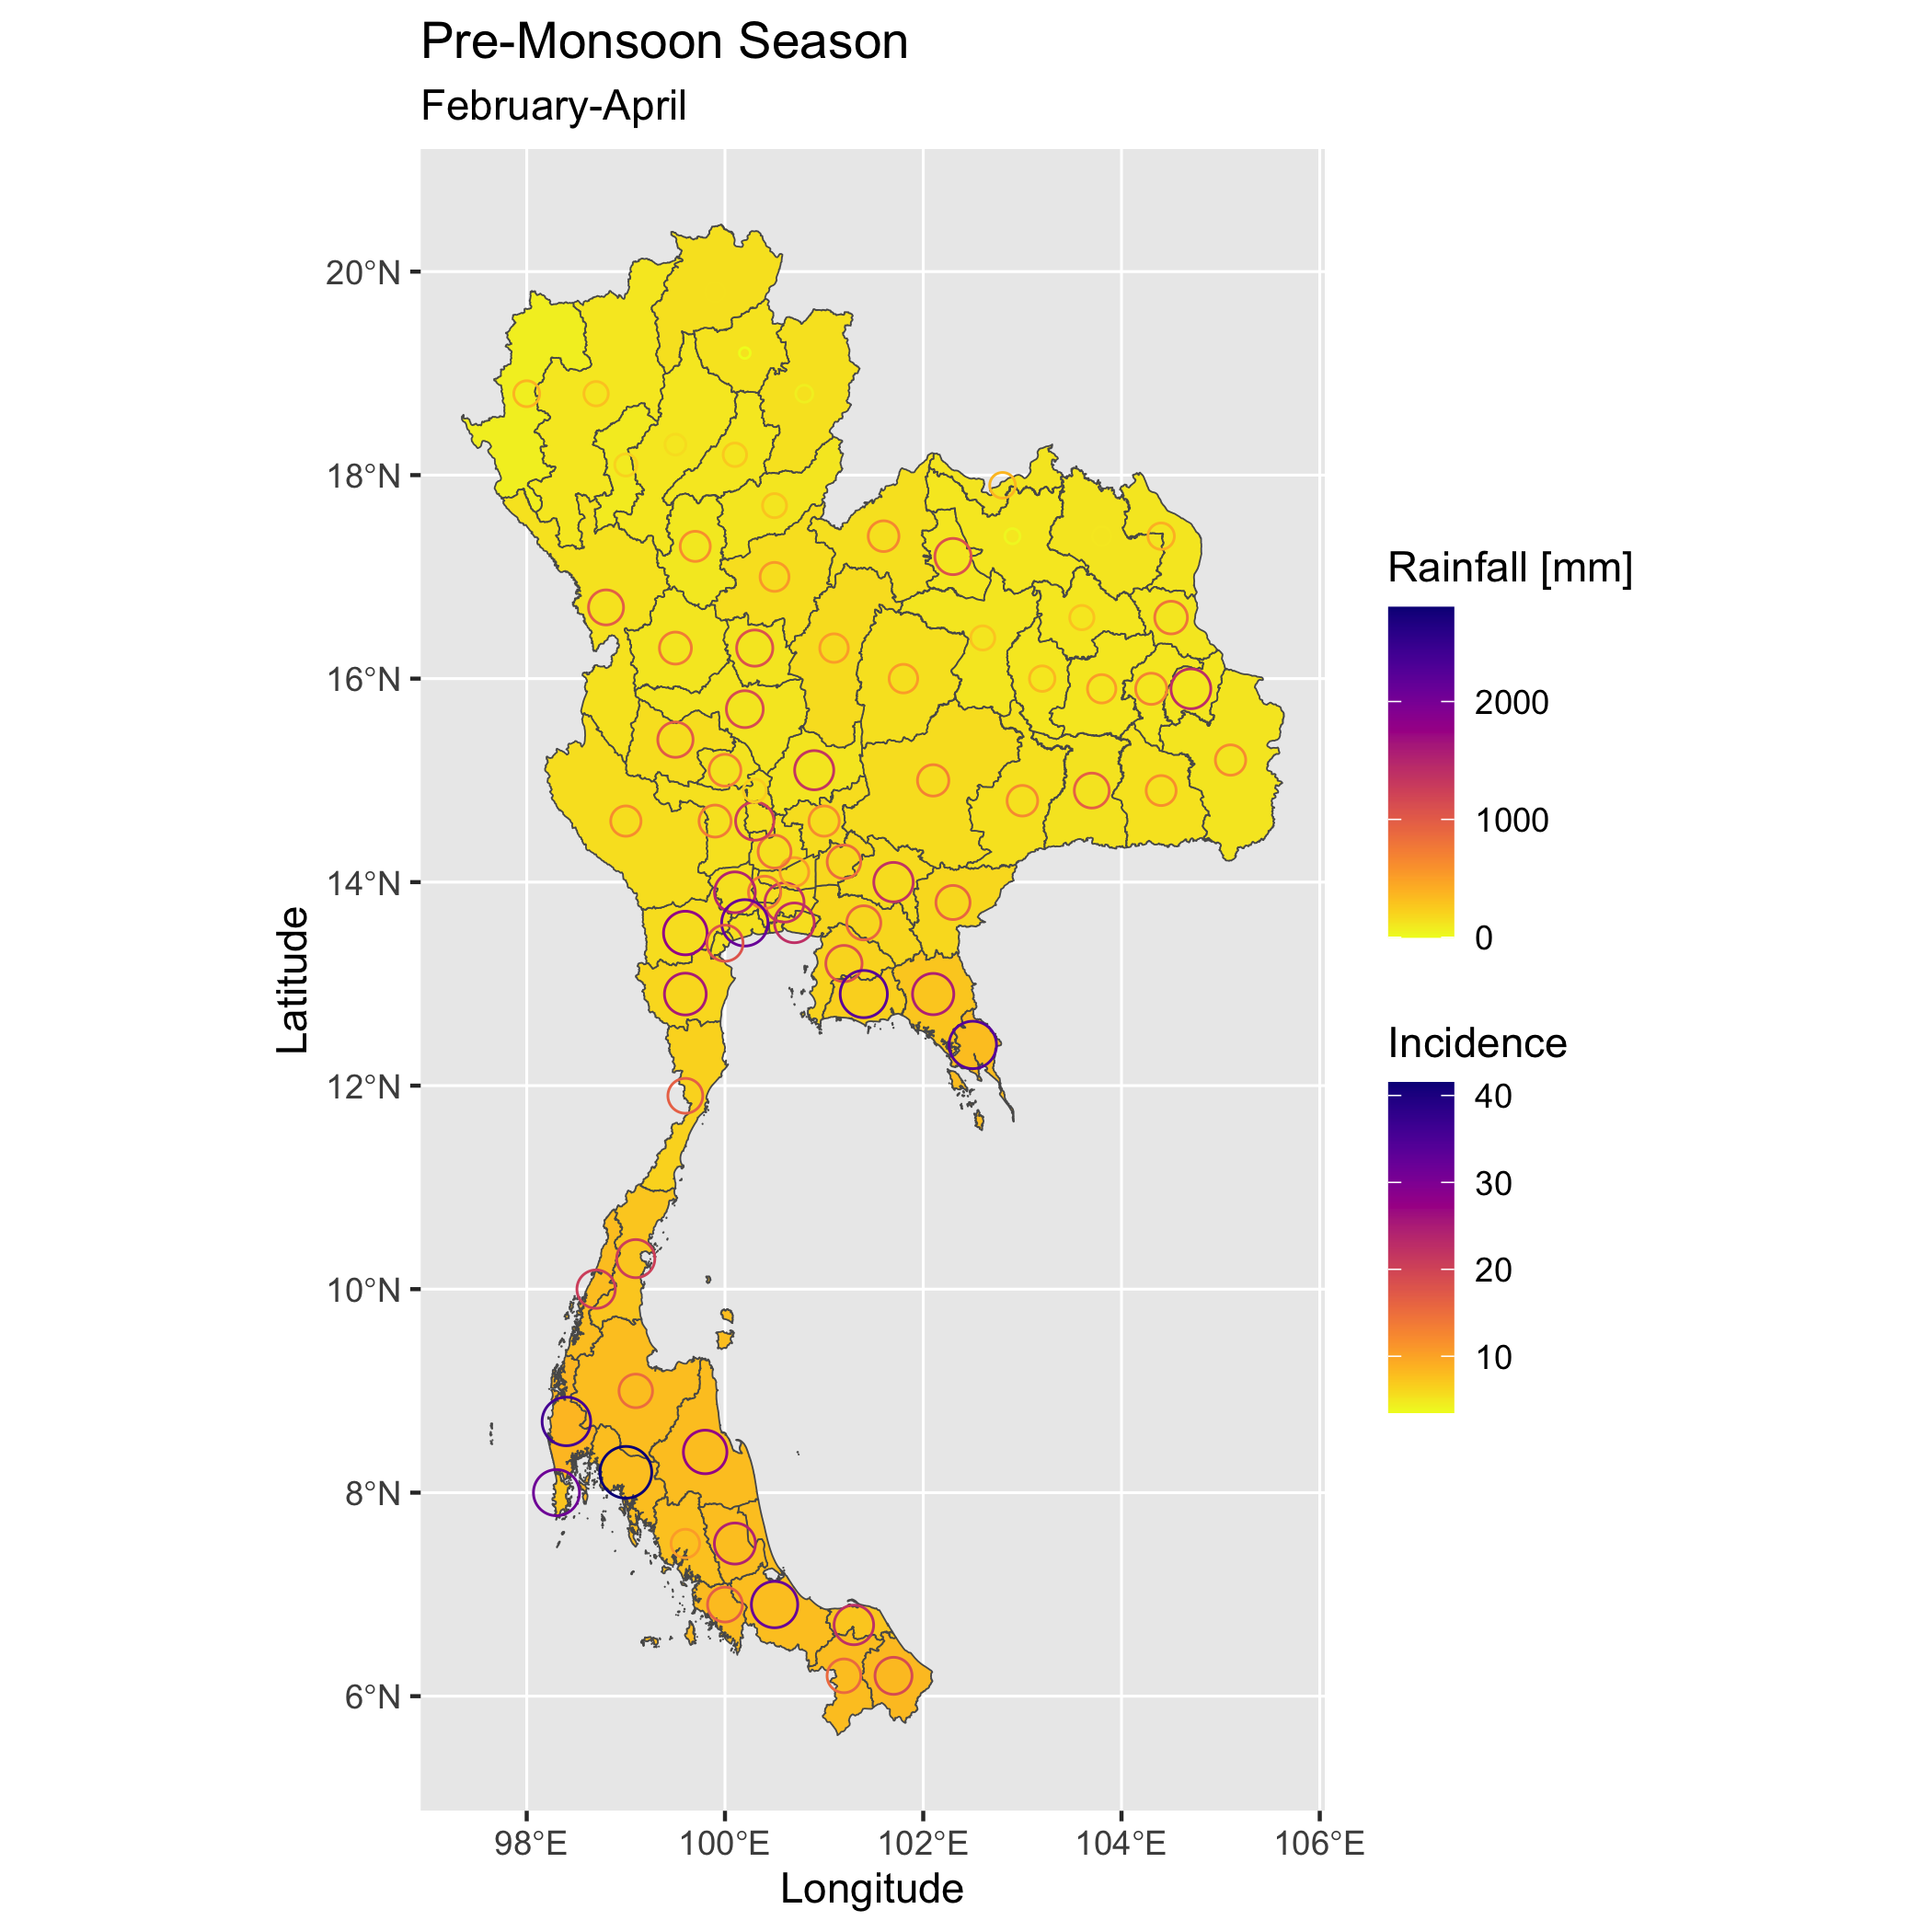 Pre-Monsoon Season
February-April
20°N
18°N
16°N
14°N
12°N
10°N
8°N
6°N
Latitude
98°E
100°E
102°E
104°E
106°E
Longitude
Rainfall [mm]
2000
1000
0
Incidence
40
30
20
10